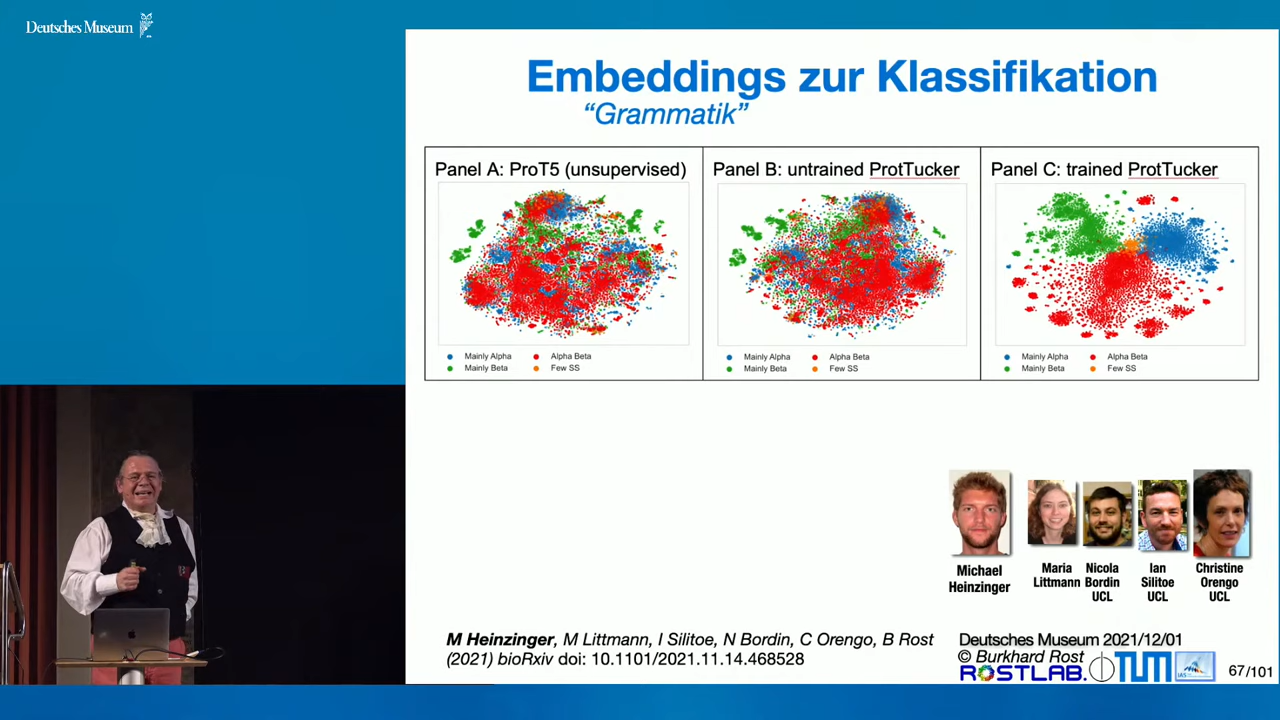 Deutsches Museum
Embeddings zur Klassifikation
“Grammatik”
Panel A: ProT5 (unsupervised)
Panel B: untrained ProtTucker
Panel C: trained ProtTucker
Mainly Alpha
Alpha Beta
Mainly Beta
Few SS
Mainly Alpha
Alpha Beta
Mainly Beta
Few SS
Mainly Alpha
Alpha Beta
Mainly Beta
Few SS
Michael
Heinzinger
Maria
Littmann
Nicola
Bordin
UCL
Ian
Silitoe
UCL
Christine
Orengo
UCL
M Heinzinger, M Littmann, I Silitoe, N Bordin, C Orengo, B Rost
(2021) bioRxiv doi: 10.1101/2021.11.14.468528
Deutsches Museum 2021/12/01
© Burkhard Rost
ROSTLAB.
TUM
IAS
67/101